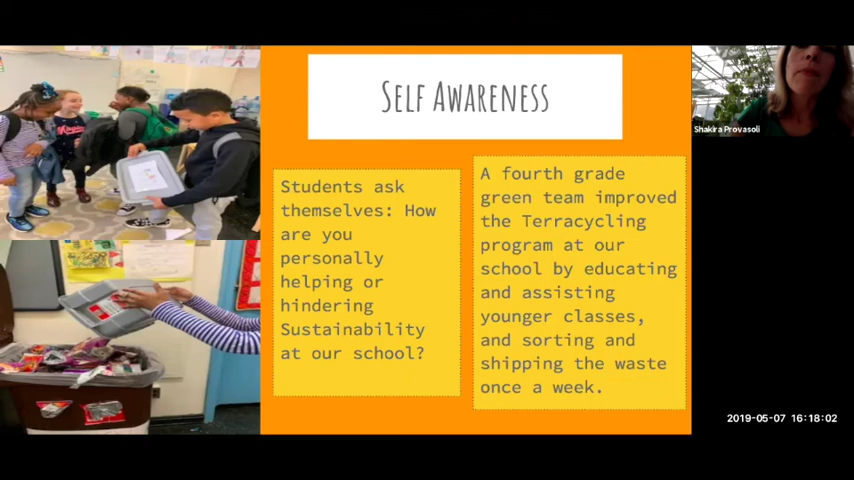 SELF AWARENESS
Students ask
themselves: How
are you
personally
helping or
hindering
Sustainability
at our school?
A fourth grade
green team improved
the Terracycling
program at our
school by educating
and assisting
younger classes,
and sorting and
shipping the waste
once a week.
Shakira Provasoli
2019-05-07 16:18:02